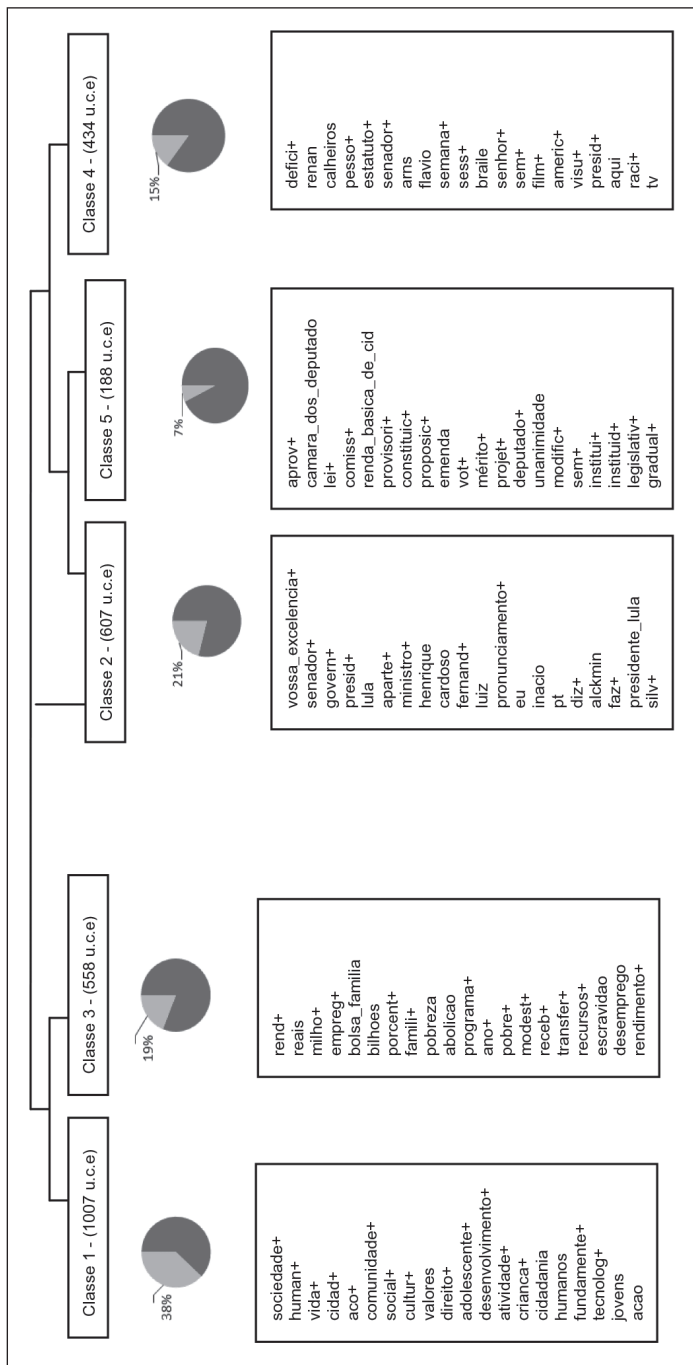 Classe 1 - (1007 u.c.e)
38%
sociedade+
human+
vida+
cidad+
aco+
comunidade+
social+
cultur+
valores
direito+
adolescente+
desenvolvimento+
atividade+
crianca+
cidadania
humanos
fundamente+
tecnolog+
jovens
acao
Classe 3 - (558 u.c.e)
19%
rend+
reais
milho+
empreg+
bolsa_familia
bilhoes
porcent+
famili+
pobreza
abolicao
programa+
ano+
pobre+
modest+
receb+
transfer+
recursos+
escravidao
desemprego
rendimento+
Classe 2 - (607 u.c.e)
21%
vossa_excelencia+
senador+
govern+
presid+
lula
aparte+
ministro+
henrique
cardoso
fernand+
luiz
pronunciamento+
eu
inacio
pt
diz+
alckmin
faz+
presidente_lula
silv+
Classe 5 - (188 u.c.e)
7%
aprov+
camara_dos_deputado
lei+
comiss+
renda_basica_de_cid
provisori+
constituic+
proposic+
emenda
vot+
mérito+
projet+
deputado+
unanimidade
modific+
sem+
institui+
instituid+
legislativ+
gradual+
Classe 4 - (434 u.c.e)
15%
defici+
renan
calheiros
pesso+
estatuto+
senador+
arns
flavio
semana+
sess+
braile
senhor+
sem+
film+
americ+
visu+
presid+
aqui
raci+
tv